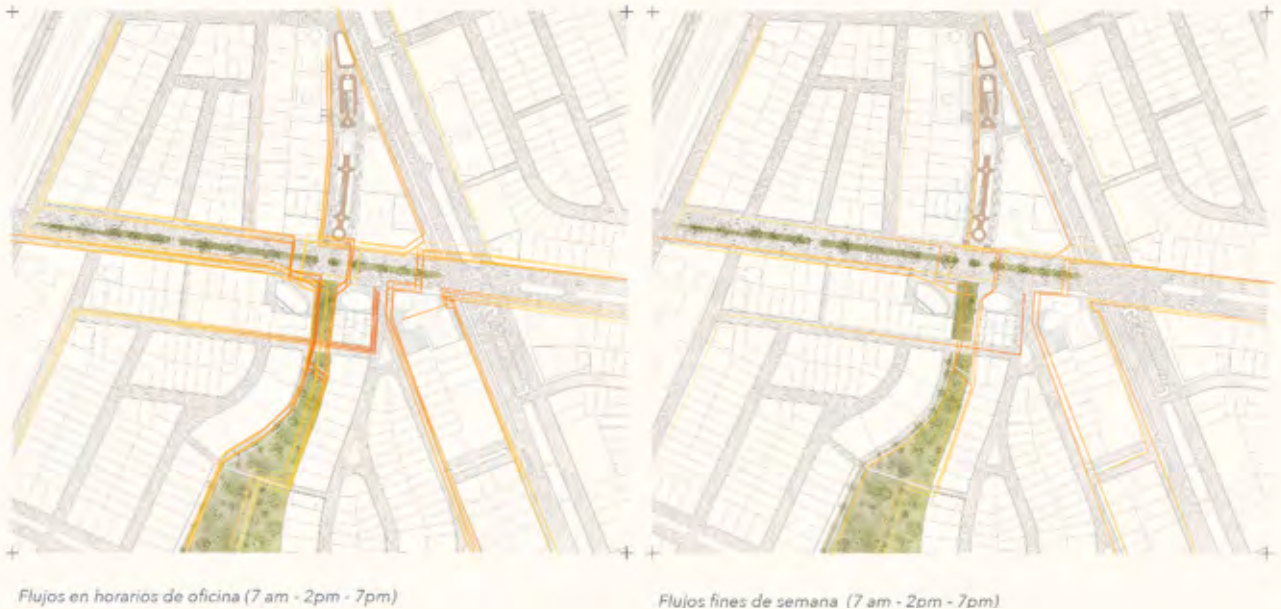 Flujos en horarios de oficina (7 am - 2pm - 7pm)
Flujos fines de semana (7 am - 2pm - 7pm)